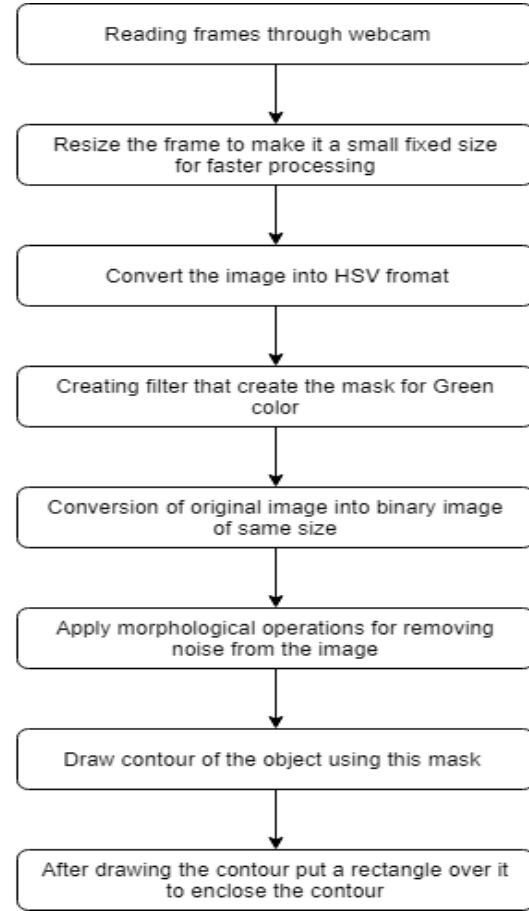 Reading frames through webcam
Resize the frame to make it a small fixed size
for faster processing
Convert the image into HSV fromat
Creating filter that create the mask for Green
color
Conversion of original image into binary image
of same size
Apply morphological operations for removing
noise from the image
Draw contour of the object using this mask
After drawing the contour put a rectangle over it
to enclose the contour